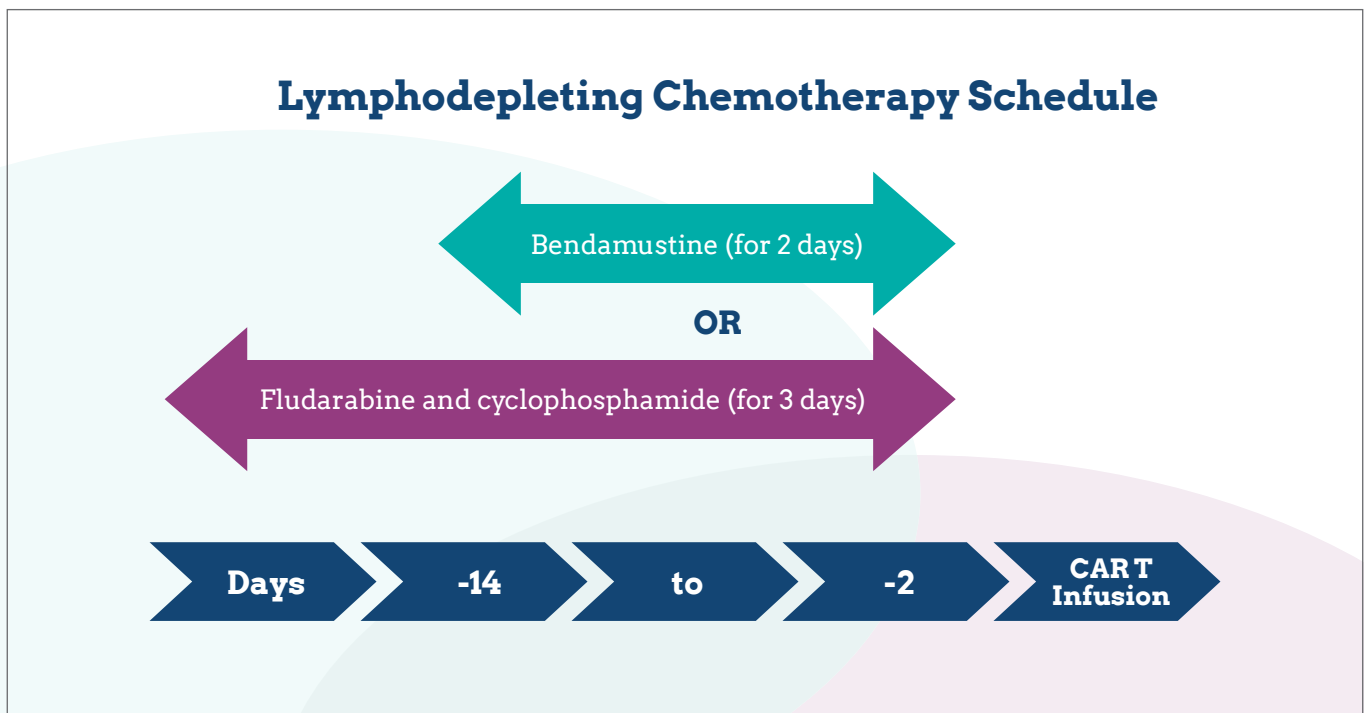 Lymphodepleting Chemotherapy Schedule
Bendamustine (for 2 days)
OR
Fludarabine and cyclophosphamide (for 3 days)
Days
-14
to
-2
CAR T
Infusion